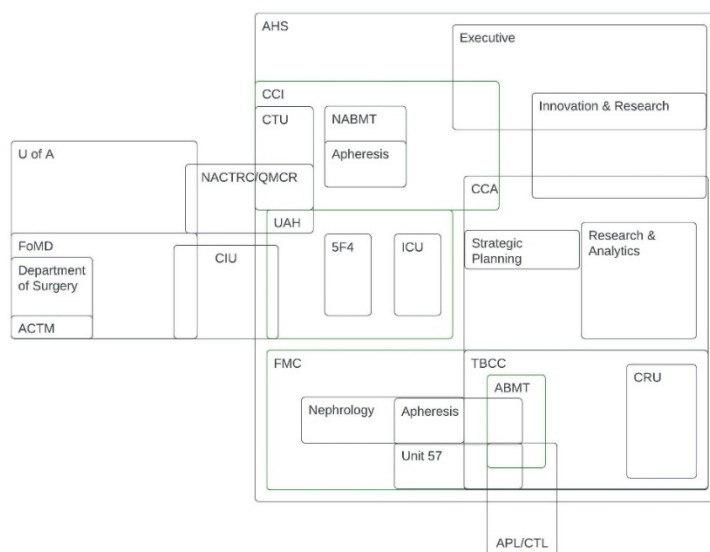 AHS
Executive
CCI
Innovation & Research
CTU
NABMT
U of A
Apheresis
NACTRC/QMCR
CCA
UAH
FoMD
CIU
5F4
ICU
Strategic
Planning
Research &
Analytics
Department
of Surgery
ACTM
FMC
TBCC
ABMT
CRU
Nephrology
Apheresis
Unit 57
APL/CTL